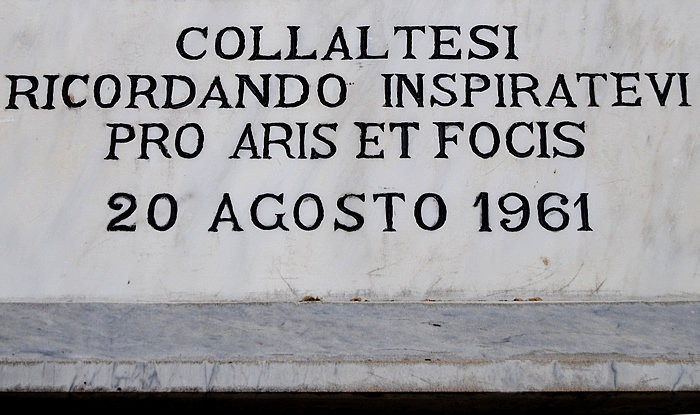 COLLALTESI
RICORDANDO INSPIRATEVI
PRO ARIS ET FOCIS
20 AGOSTO 1961